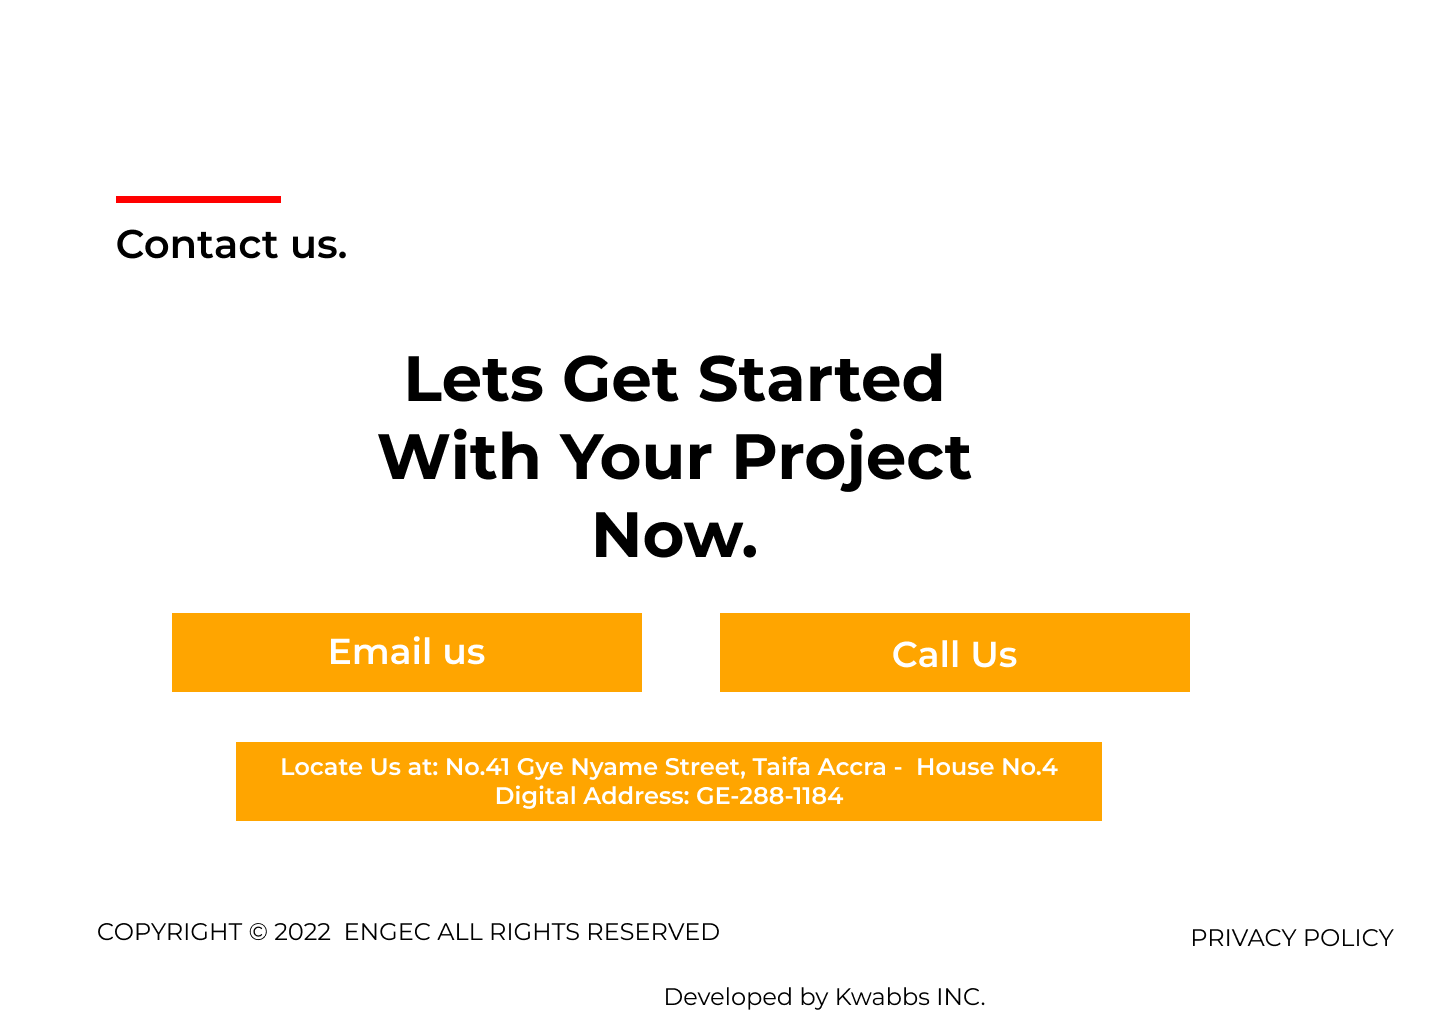 Contact us.
Lets Get Started
With Your Project
Now.
Email us
Call Us
Locate Us at: No.41 Gye Nyame Street, Taifa Accra -  House No.4
Digital Address: GE-288-1184
COPYRIGHT © 2022  ENGEC ALL RIGHTS RESERVED
PRIVACY POLICY
Developed by Kwabbs INC.